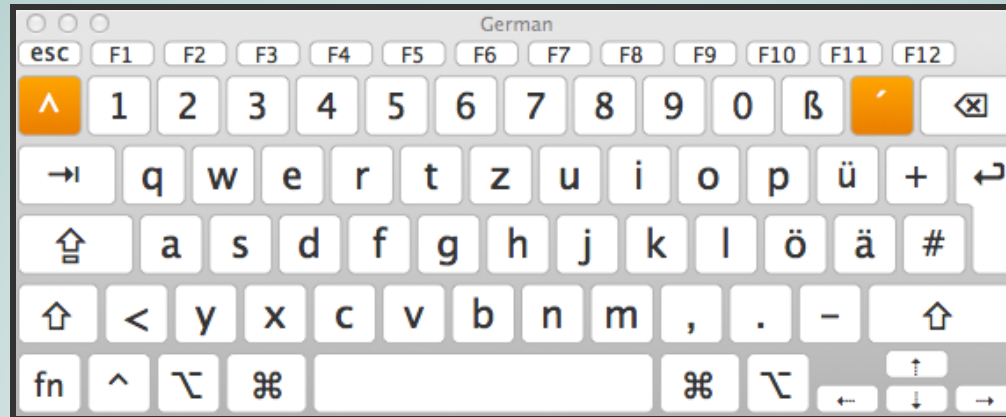 German
esc F1 F2 F3 F4 F5 F6 F7 F8 F9 F10 F11 F12
^ 1 2 3 4 5 6 7 8 9 0 ß ´ ⌫
⇥ q w e r t z u i o p ü + ↩
⇪ a s d f g h j k l ö ä #
⇧ < y x c v b n m , . - ⇧
fn ^ ⌥ ⌘ ⌘ ⌥ ← ↑ ↓ →